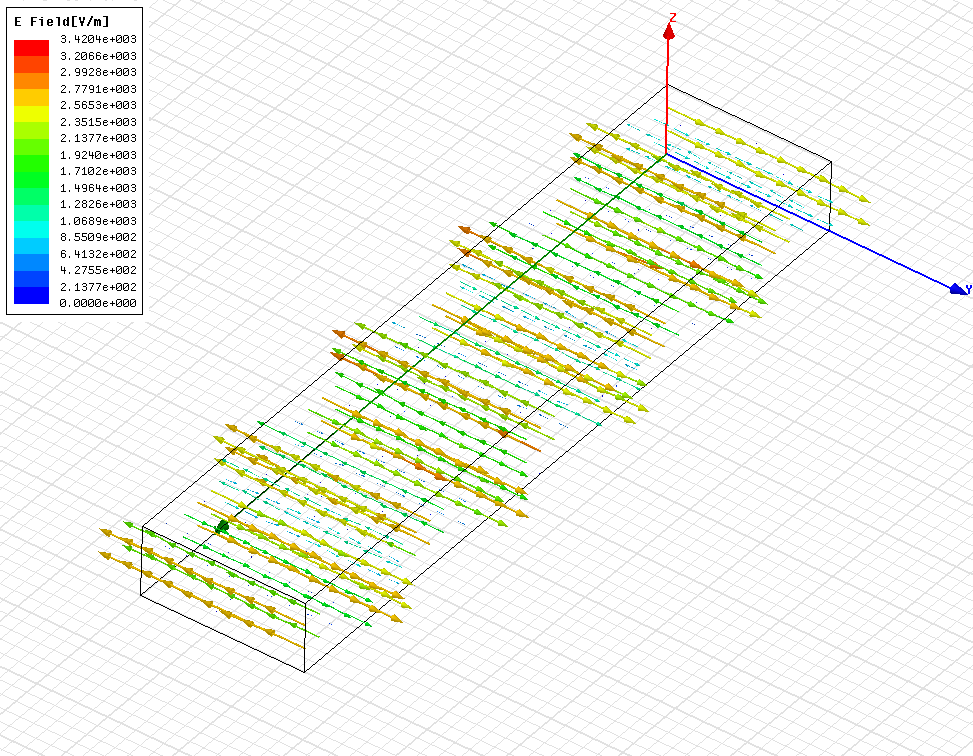 E Field[V/m]
3.4204e+003
3.2066e+003
2.9928e+003
2.7791e+003
2.5653e+003
2.3515e+003
2.1377e+003
1.9240e+003
1.7102e+003
1.4964e+003
1.2826e+003
1.0689e+003
8.5509e+002
6.4132e+002
4.2755e+002
2.1377e+002
0.0000e+000
Z
Y